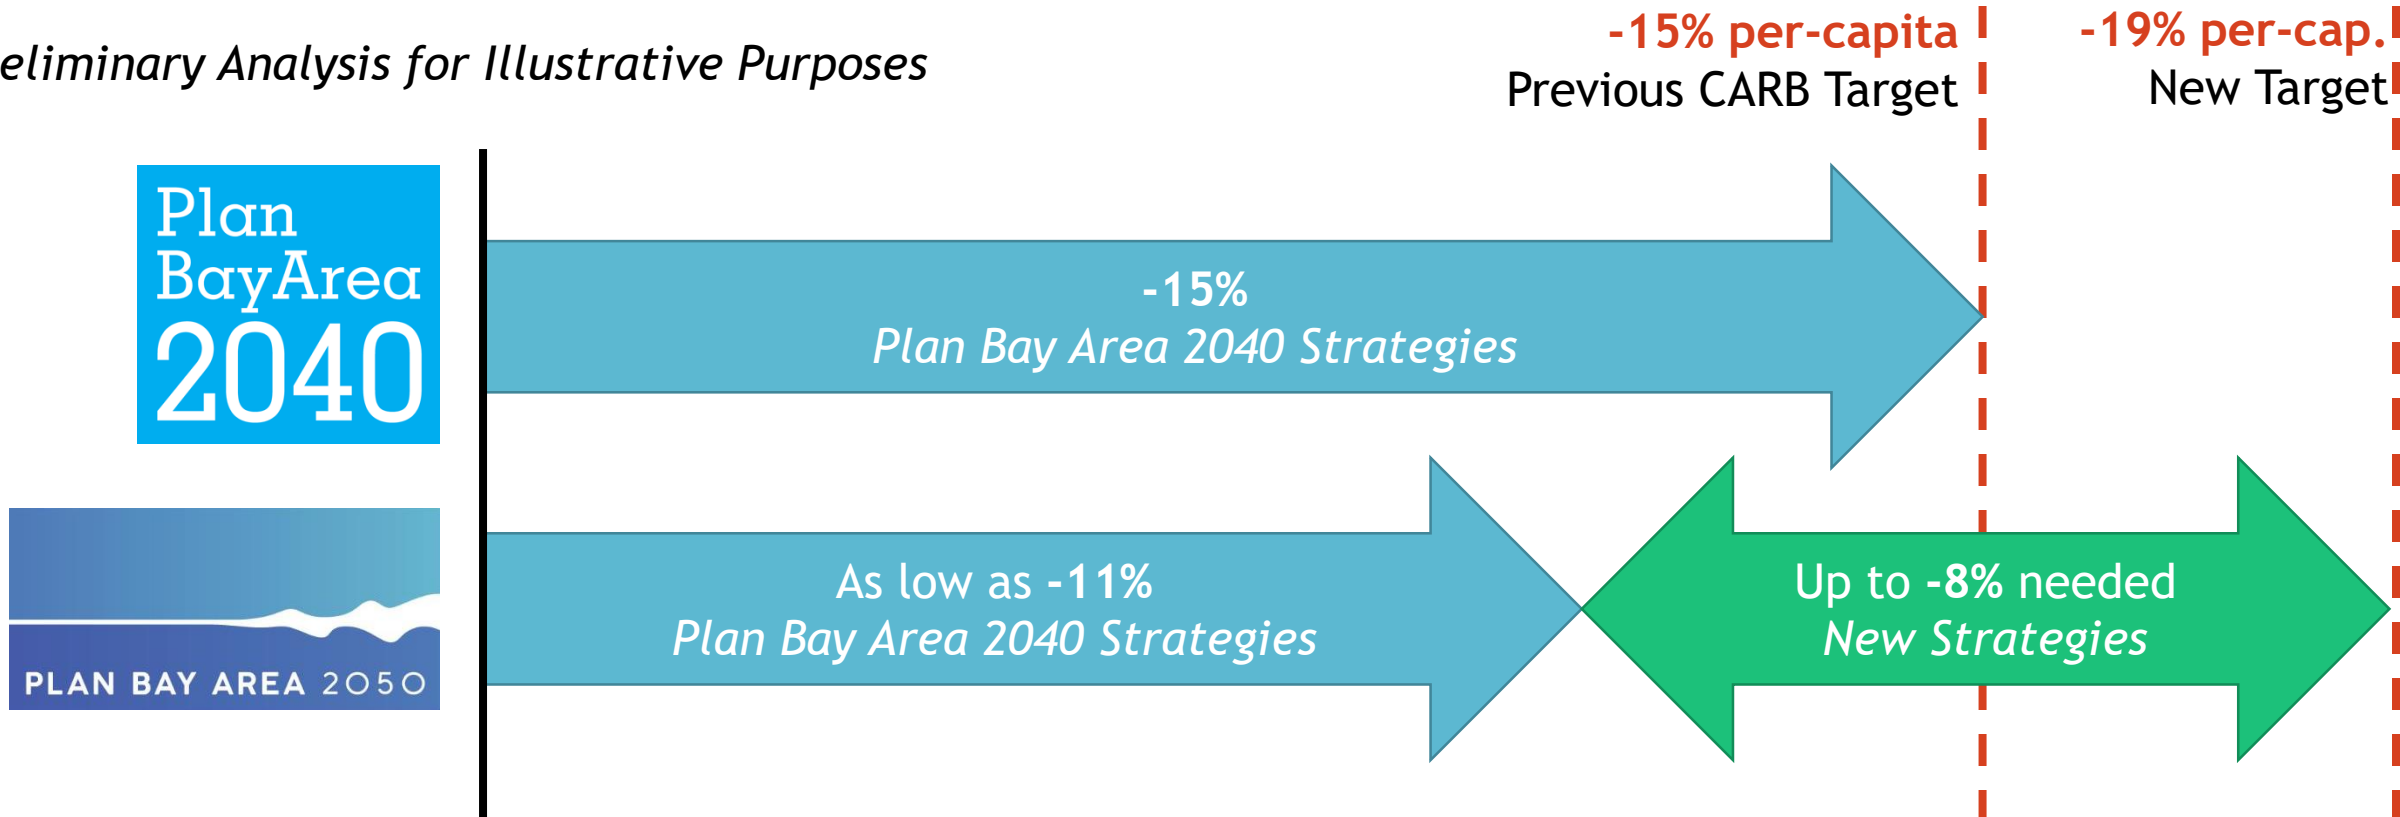 eliminary Analysis for Illustrative Purposes
-15% per-capita
Previous CARB Target
-19% per-cap.
New Target
Plan
BayArea
2040
-15%
Plan Bay Area 2040 Strategies
PLAN BAY AREA 2050
As low as -11%
Plan Bay Area 2040 Strategies
Up to -8% needed
New Strategies